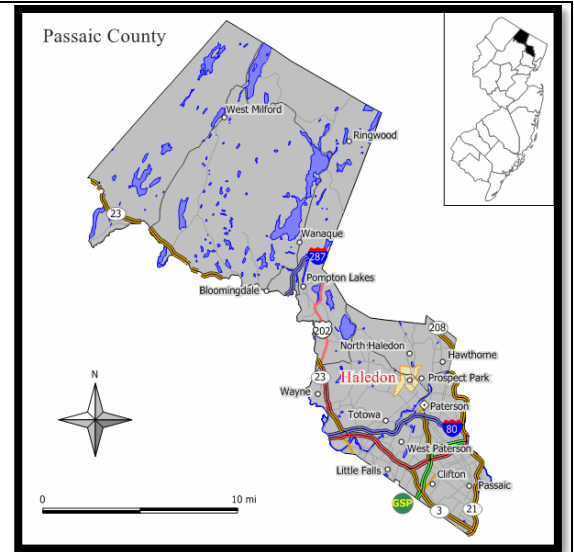 Passaic County
West Milford
Ringwood
23
Wanaque
287
Pompton Lakes
Bloomingdale
202
208
North Haledon
Hawthorne
23
Haledon
Prospect Park
Wayne
Paterson
Totowa
80
West Paterson
Little Falls
Clifton
Passaic
GSP
3
21
N
0
10 mi